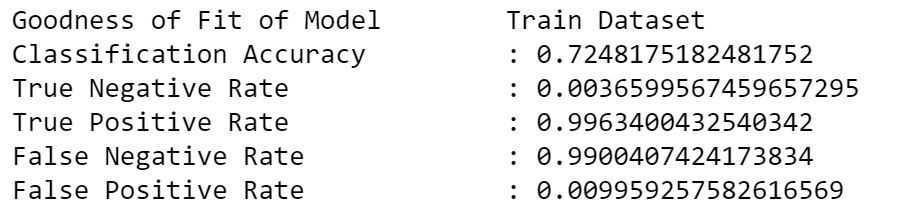 Goodness of Fit of Model Train Dataset
Classification Accuracy : 0.7248175182481752
True Negative Rate : 0.0036599567459657295
True Positive Rate : 0.9963400432540342
False Negative Rate : 0.9900407424173834
False Positive Rate : 0.009959257582616569